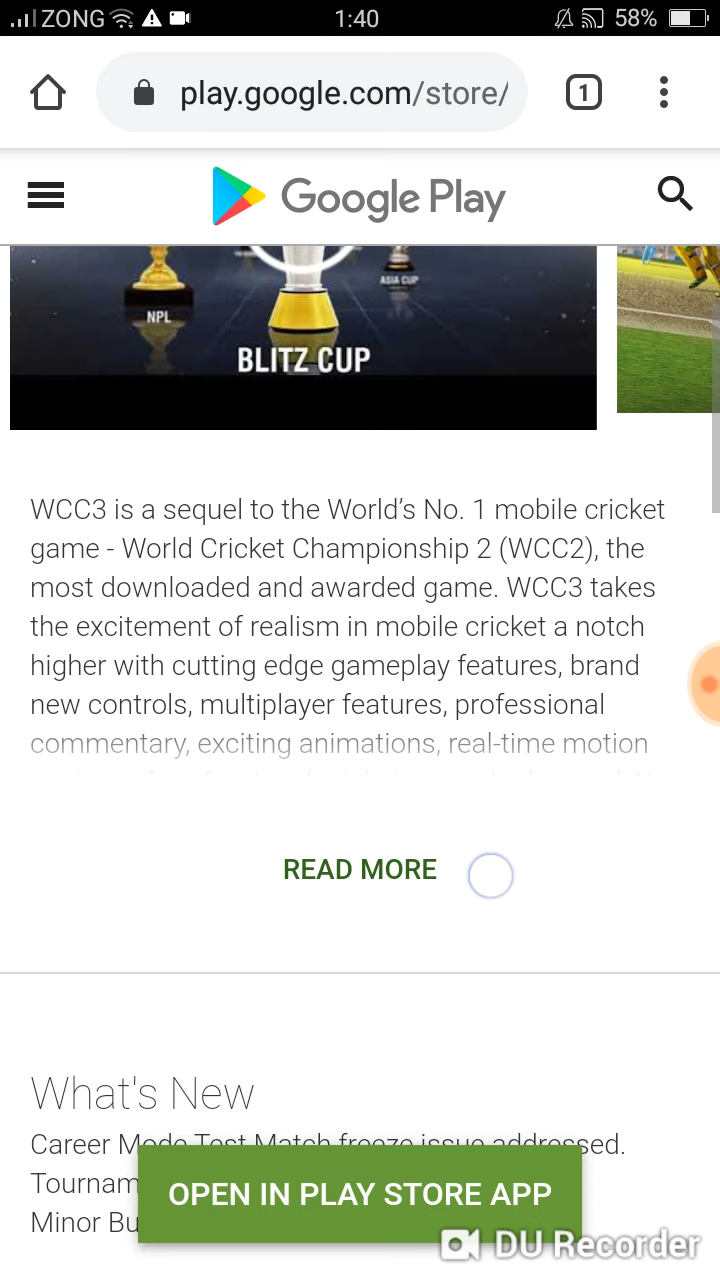 ZONG 1:40 58%
play.google.com/store/ 1
Google Play
NPL
ASIA CUP
BLITZ CUP
WCC3 is a sequel to the World’s No. 1 mobile cricket
game - World Cricket Championship 2 (WCC2), the
most downloaded and awarded game. WCC3 takes
the excitement of realism in mobile cricket a notch
higher with cutting edge gameplay features, brand
new controls, multiplayer features, professional
commentary, exciting animations, real-time motion
READ MORE
What's New
Career Mode Test Match freeze issue addressed.
Tournam
Minor Bu
OPEN IN PLAY STORE APP
DU Recorder